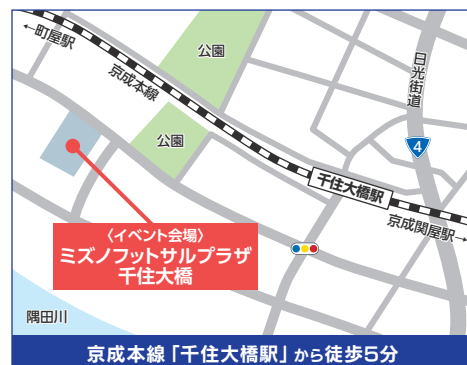 ←町屋駅
京成本線
公園
日光街道
4
公園
千住大橋駅
京成関屋駅→
〈イベント会場〉
ミズノフットサルプラザ
千住大橋
隅田川
京成本線「千住大橋駅」から徒歩5分